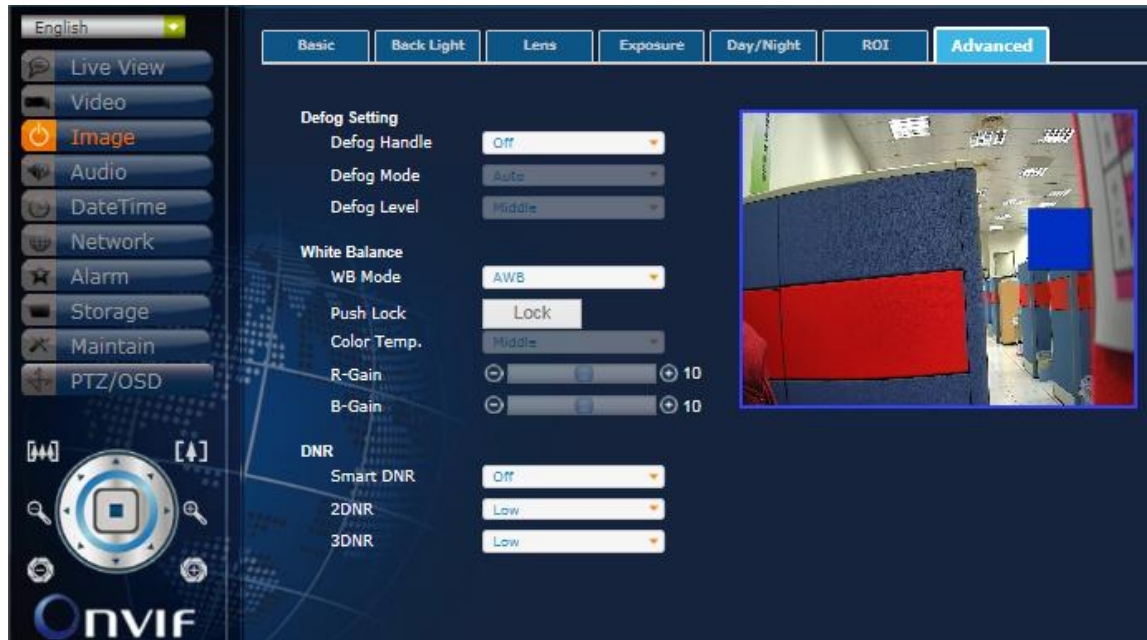 English
Basic
Back Light
Lens
Exposure
Day/Night
ROI
Advanced
Live View
Video
Image
Audio
DateTime
Network
Alarm
Storage
Maintain
PTZ/OSD
ONVIF
Defog Setting
Defog Handle Off
Defog Mode Auto
Defog Level Middle
White Balance
WB Mode AWB
Push Lock Lock
Color Temp. Middle
R-Gain 10
B-Gain 10
DNR
Smart DNR Off
2DNR Low
3DNR Low